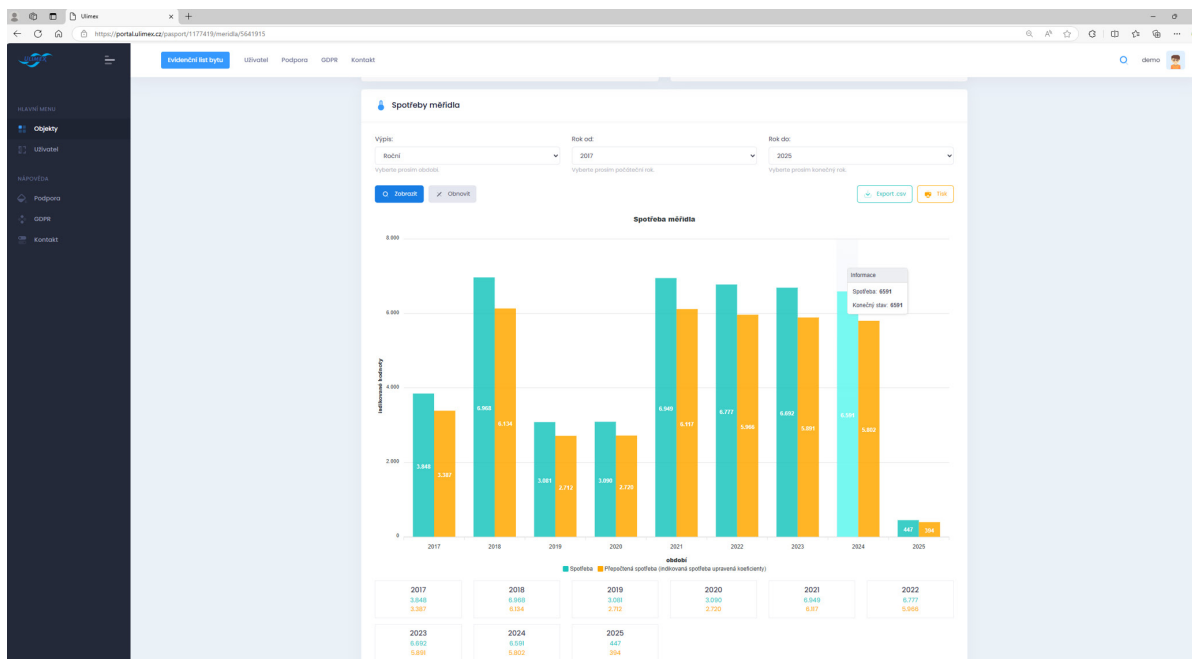 Ulimex
https://portal.ulimex.cz/pasport/1177419/meridla/5641915
ULIMEX
Evidenční list bytu Uživatel Podpora GDPR Kontakt
demo
HLAVNÍ MENU
Objekty
Uživatel
NÁPOVĚDA
Podpora
GDPR
Kontakt
Spotřeby měřidla
Výpis: Rok od: Rok do:
Roční 2017 2025
Vyberte prosím období. Vyberte prosím počáteční rok. Vyberte prosím konečný rok.
Zobrazit Obnovit Export csv Tisk
Spotřeba měřidla
8.000
6.000
4.000
2.000
0
indikované hodnoty
Informace
Spotřeba: 6591
Konečný stav: 6591
3.848 3.387
6.968 6.134
3.081 2.712
3.090 2.720
6.949 6.117
6.777 5.966
6.692 5.891
6.591 5.802
447 394
2017 2018 2019 2020 2021 2022 2023 2024 2025
období
Spotřeba Přepočtená spotřeba (indikovaná spotřeba upravená koeficienty)
2017 2018 2019 2020 2021 2022
3.848 6.968 3.081 3.090 6.949 6.777
3.387 6.134 2.712 2.720 6.117 5.966
2023 2024 2025
6.692 6.591 447
5.891 5.802 394